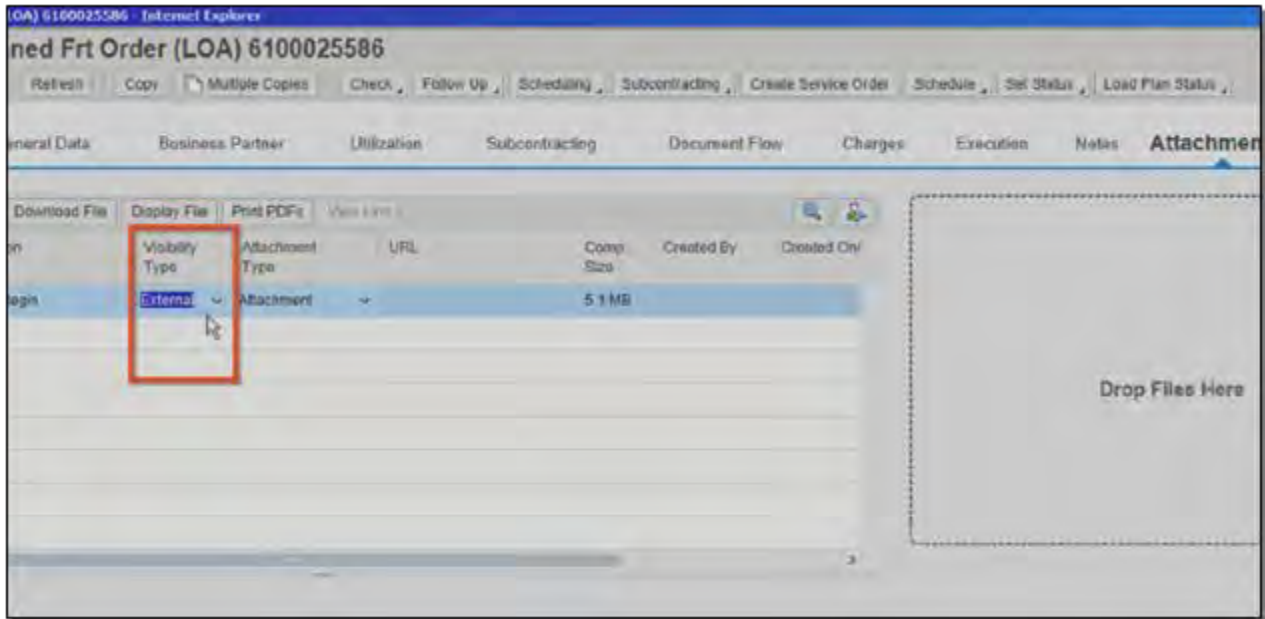 (OA) 6100025586 - Internet Explorer
ned Frt Order (LOA) 6100025586
Refresh Copy Multiple Copies Check Follow Up Scheduling Subcontracting Create Service Order Schedule Set Status Load Plan Status
eneral Data Business Partner Utilization Subcontracting Document Flow Charges Execution Notes Attachmen
Download File Display File Print PDFs
on Visibility Type Attachment Type URL Comp. Size Created By Created On/
External Attachment 5.1 MB
Drop Files Here